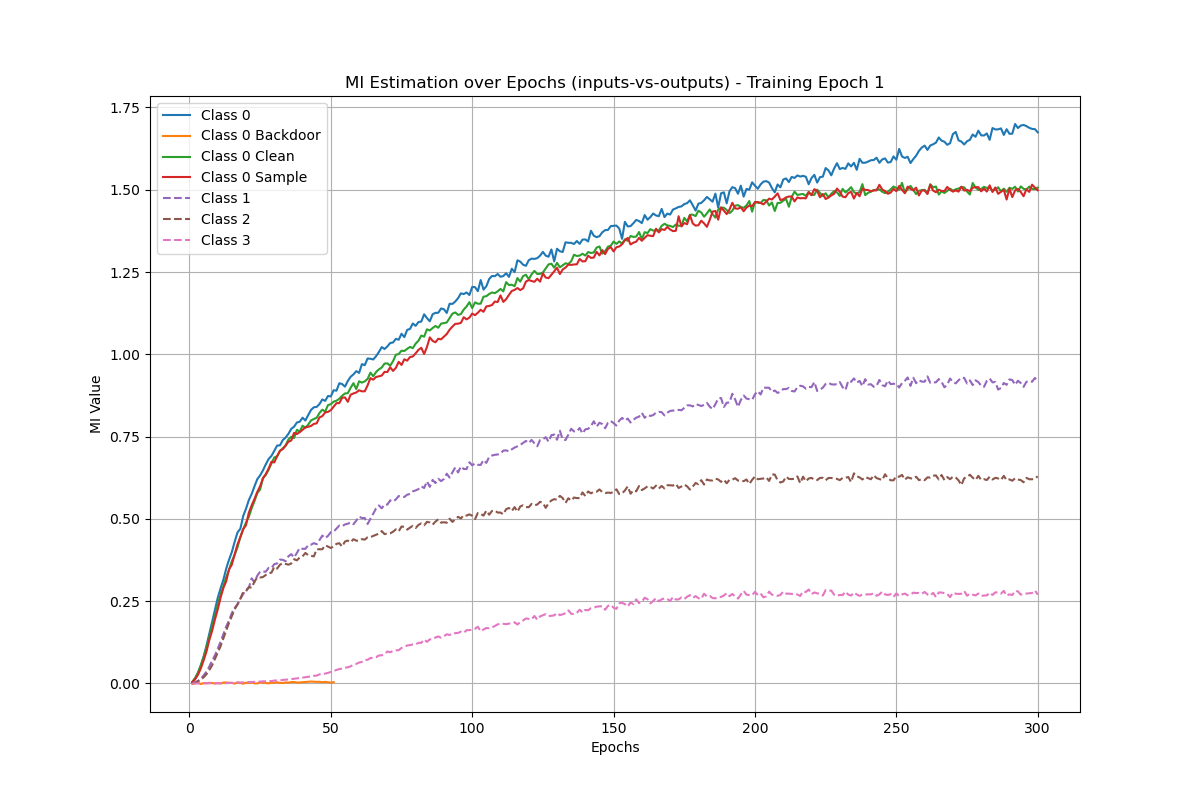 MI Estimation over Epochs (inputs-vs-outputs) - Training Epoch 1
Class 0
Class 0 Backdoor
Class 0 Clean
Class 0 Sample
Class 1
Class 2
Class 3
MI Value
1.75
1.50
1.25
1.00
0.75
0.50
0.25
0.00
0 50 100 150 200 250 300
Epochs